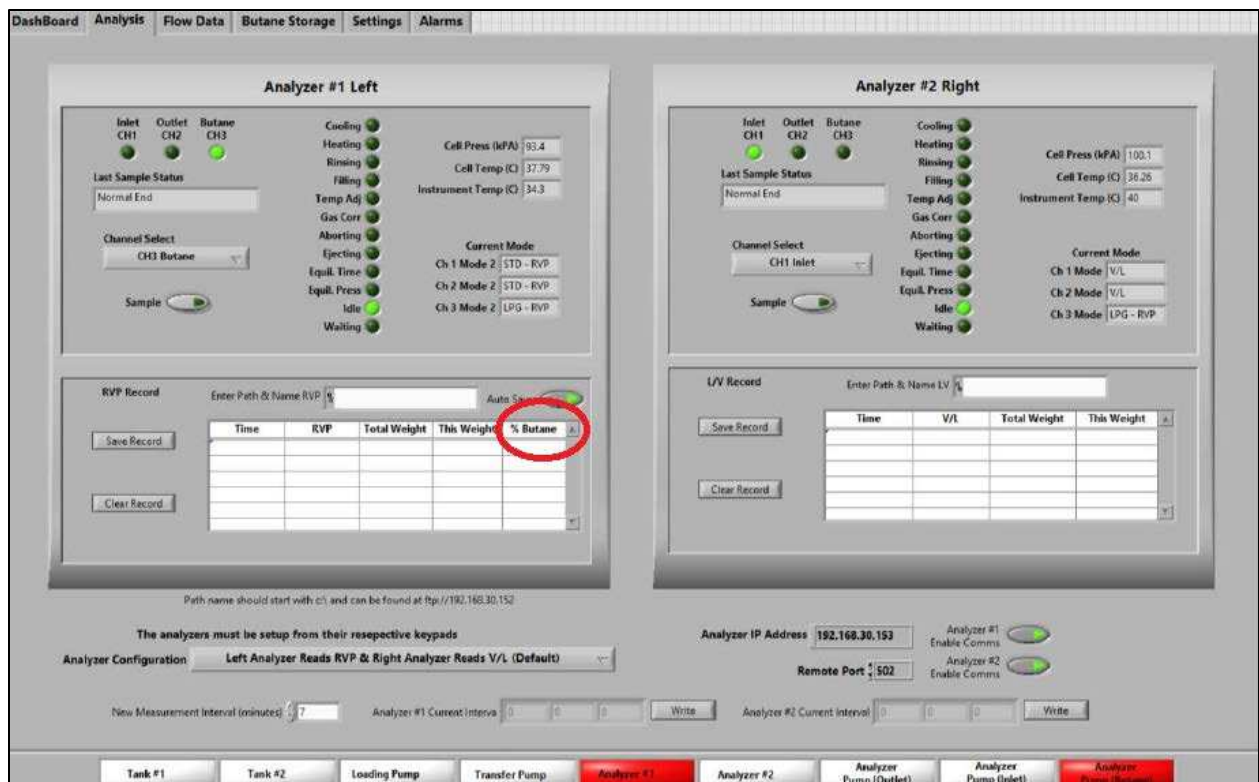 DashBoard Analysis Flow Data Butane Storage Settings Alarms
Analyzer #1 Left
Inlet CH1
Outlet CH2
Butane CH3
Last Sample Status
Normal End
Channel Select
CH3 Butane
Sample
Cooling
Heating
Rinsing
Filling
Temp Adj
Gas Corr
Aborting
Ejecting
Equil. Time
Equil. Press
Idle
Waiting
Cell Press (kPA) 93.4
Cell Temp (C) 37.79
Instrument Temp (C) 34.3
Current Mode
Ch 1 Mode 2 STD - RVP
Ch 2 Mode 2 STD - RVP
Ch 3 Mode 2 LPG - RVP
RVP Record
Enter Path & Name RVP
Auto Save
Save Record
Clear Record
Time RVP Total Weight This Weight % Butane
Analyzer #2 Right
Inlet CH1
Outlet CH2
Butane CH3
Last Sample Status
Normal End
Channel Select
CH1 Inlet
Sample
Cooling
Heating
Rinsing
Filling
Temp Adj
Gas Corr
Aborting
Ejecting
Equil. Time
Equil. Press
Idle
Waiting
Cell Press (kPA) 100.1
Cell Temp (C) 36.26
Instrument Temp (C) 40
Current Mode
Ch 1 Mode V/L
Ch 2 Mode V/L
Ch 3 Mode LPG - RVP
L/V Record
Enter Path & Name LV
Save Record
Clear Record
Time V/L Total Weight This Weight
Path name should start with c:\ and can be found at ftp://192.168.30.152
The analyzers must be setup from their resepective keypads
Analyzer Configuration Left Analyzer Reads RVP & Right Analyzer Reads V/L (Default)
Analyzer IP Address 192.168.30.153
Analyzer #1 Enable Comms
Remote Port 502
Analyzer #2 Enable Comms
New Measurement Interval (minutes) 7
Analyzer #1 Current Interva 0 0 0 Write
Analyzer #2 Current Interval 0 0 0 Write
Tank #1 Tank #2 Loading Pump Transfer Pump Analyzer #1 Analyzer #2 Analyzer Pump (Outlet) Analyzer Pump (Inlet) Analyzer Pump (Butane)